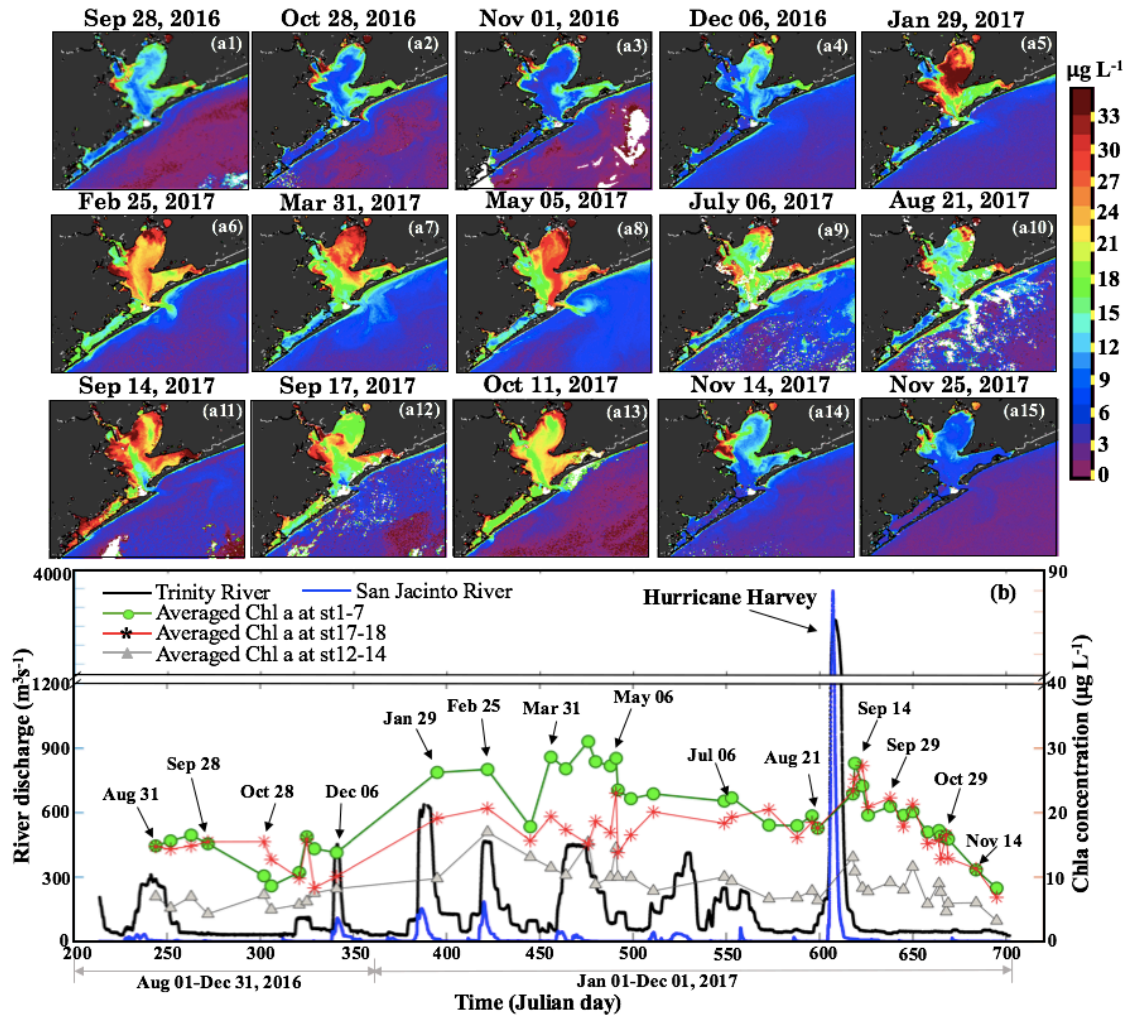 Sep 28, 2016 Oct 28, 2016 Nov 01, 2016 Dec 06, 2016 Jan 29, 2017
(a1) (a2) (a3) (a4) (a5)
µg L-1
Feb 25, 2017 Mar 31, 2017 May 05, 2017 July 06, 2017 Aug 21, 2017
(a6) (a7) (a8) (a9) (a10)
Sep 14, 2017 Sep 17, 2017 Oct 11, 2017 Nov 14, 2017 Nov 25, 2017
(a11) (a12) (a13) (a14) (a15)
33
30
27
24
21
18
15
12
9
6
3
0
4000
1200
900
600
300
0
River discharge (m3s-1)
Trinity River San Jacinto River
Averaged Chl a at st1-7
Averaged Chl a at st17-18
Averaged Chl a at st12-14
Hurricane Harvey
(b)
Aug 31
Sep 28
Oct 28
Dec 06
Jan 29
Feb 25
Mar 31
May 06
Jul 06
Aug 21
Sep 14
Sep 29
Oct 29
Nov 14
90
40
30
20
10
0
Chla concentration (µg L-1)
200 250 300 350 400 450 500 550 600 650 700
Aug 01-Dec 31, 2016 Jan 01-Dec 01, 2017
Time (Julian day)